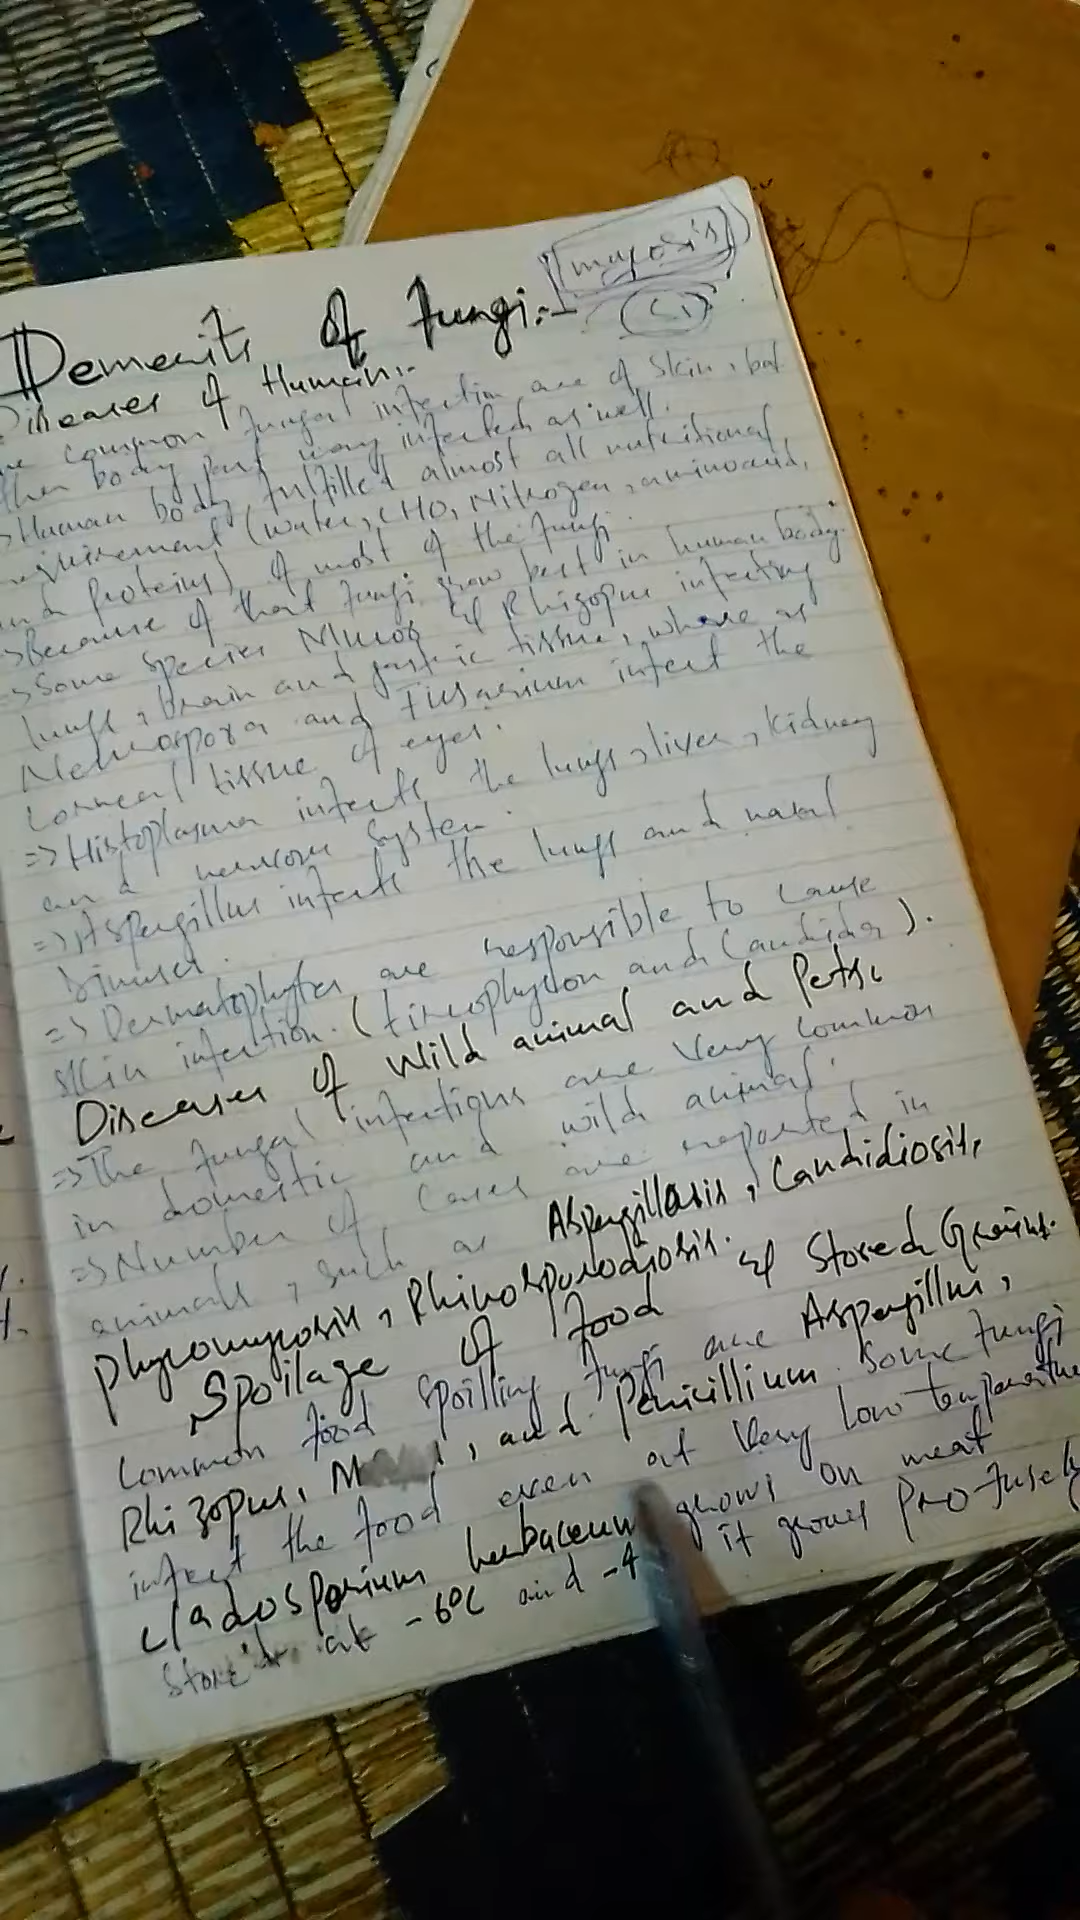 [mycosis]
(S1)
Demerits of fungi:-
Diseases of Human:-
common fungal infection are of skin, but
body part may infected as well.
=> Human body fulfilled almost all nutritional
requirement (water, CHO, Nitrogen, aminoacid,
and Proteins) of most of the fungi.
=> Because of that fungi grow best in human body.
=> Some species Mucor & Rhizopus infecting
lungs, brain and gastric tissue, where as
Neurospora and Fusarium infect the
corneal tissue of eyes.
=> Histoplasma infects the lungs, liver, kidney
and nervous system.
=> Aspergillus infects the lungs and nasal
Sinuses.
=> Dermatophytes are responsible to cause
skin infection. (and Candida).
Diseases of Wild animal and Pets:
=> The fungal infections are very common
in domestic and wild animal.
=> Number of cases are reported in
animals, such as Aspergillosis, Candidiosis,
Phycomycosis, Rhinosporodiosis.
Spoilage of food & Stored Grains.
Common food spoilling fungi are Aspergillus,
Rhizopus, M and Penicillium. Some fungi
infect the food even at very low temperature
Cladosporium herbaceum grows on meat
Store at -6°C and -4 it grows profusely